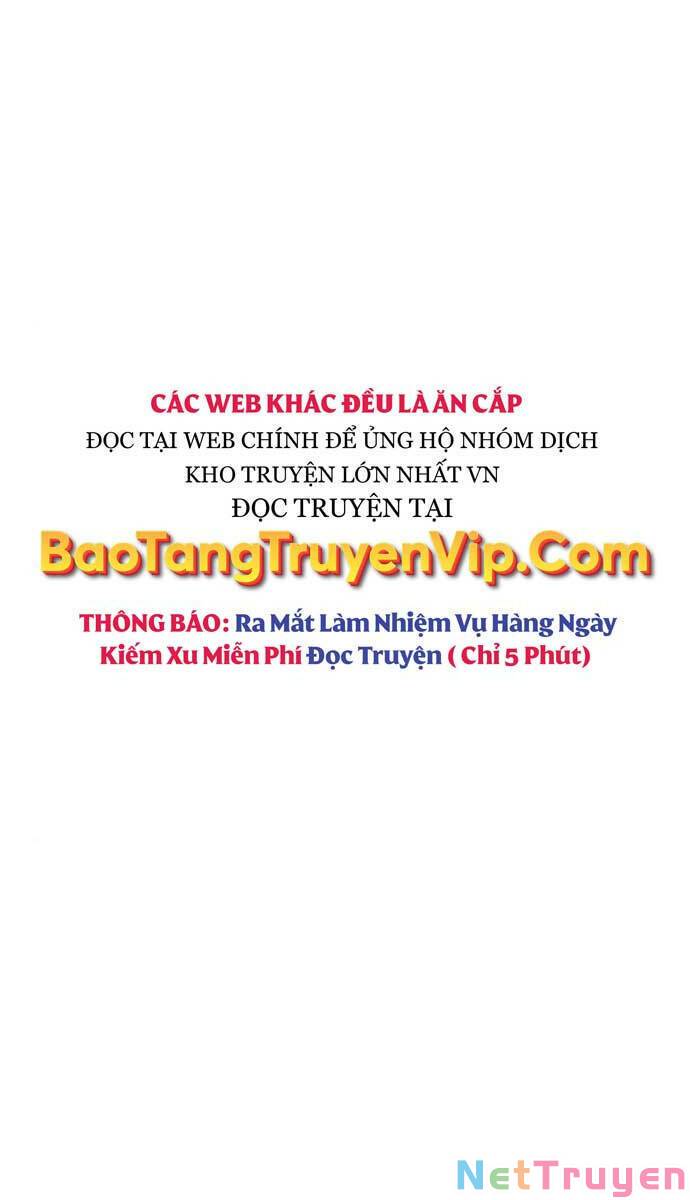 CÁC WEB KHÁC ĐỀU LÀ ĂN CẮP
ĐỌC TẠI WEB CHÍNH ĐỂ ỦNG HỘ NHÓM DỊCH
KHO TRUYỆN LỚN NHẤT VN
ĐỌC TRUYỆN TẠI
BaoTangTruyenVip.Com
THÔNG BÁO: Ra Mắt Làm Nhiệm Vụ Hàng Ngày
Kiếm Xu Miễn Phí Đọc Truyện ( Chỉ 5 Phút)
NetTruyen